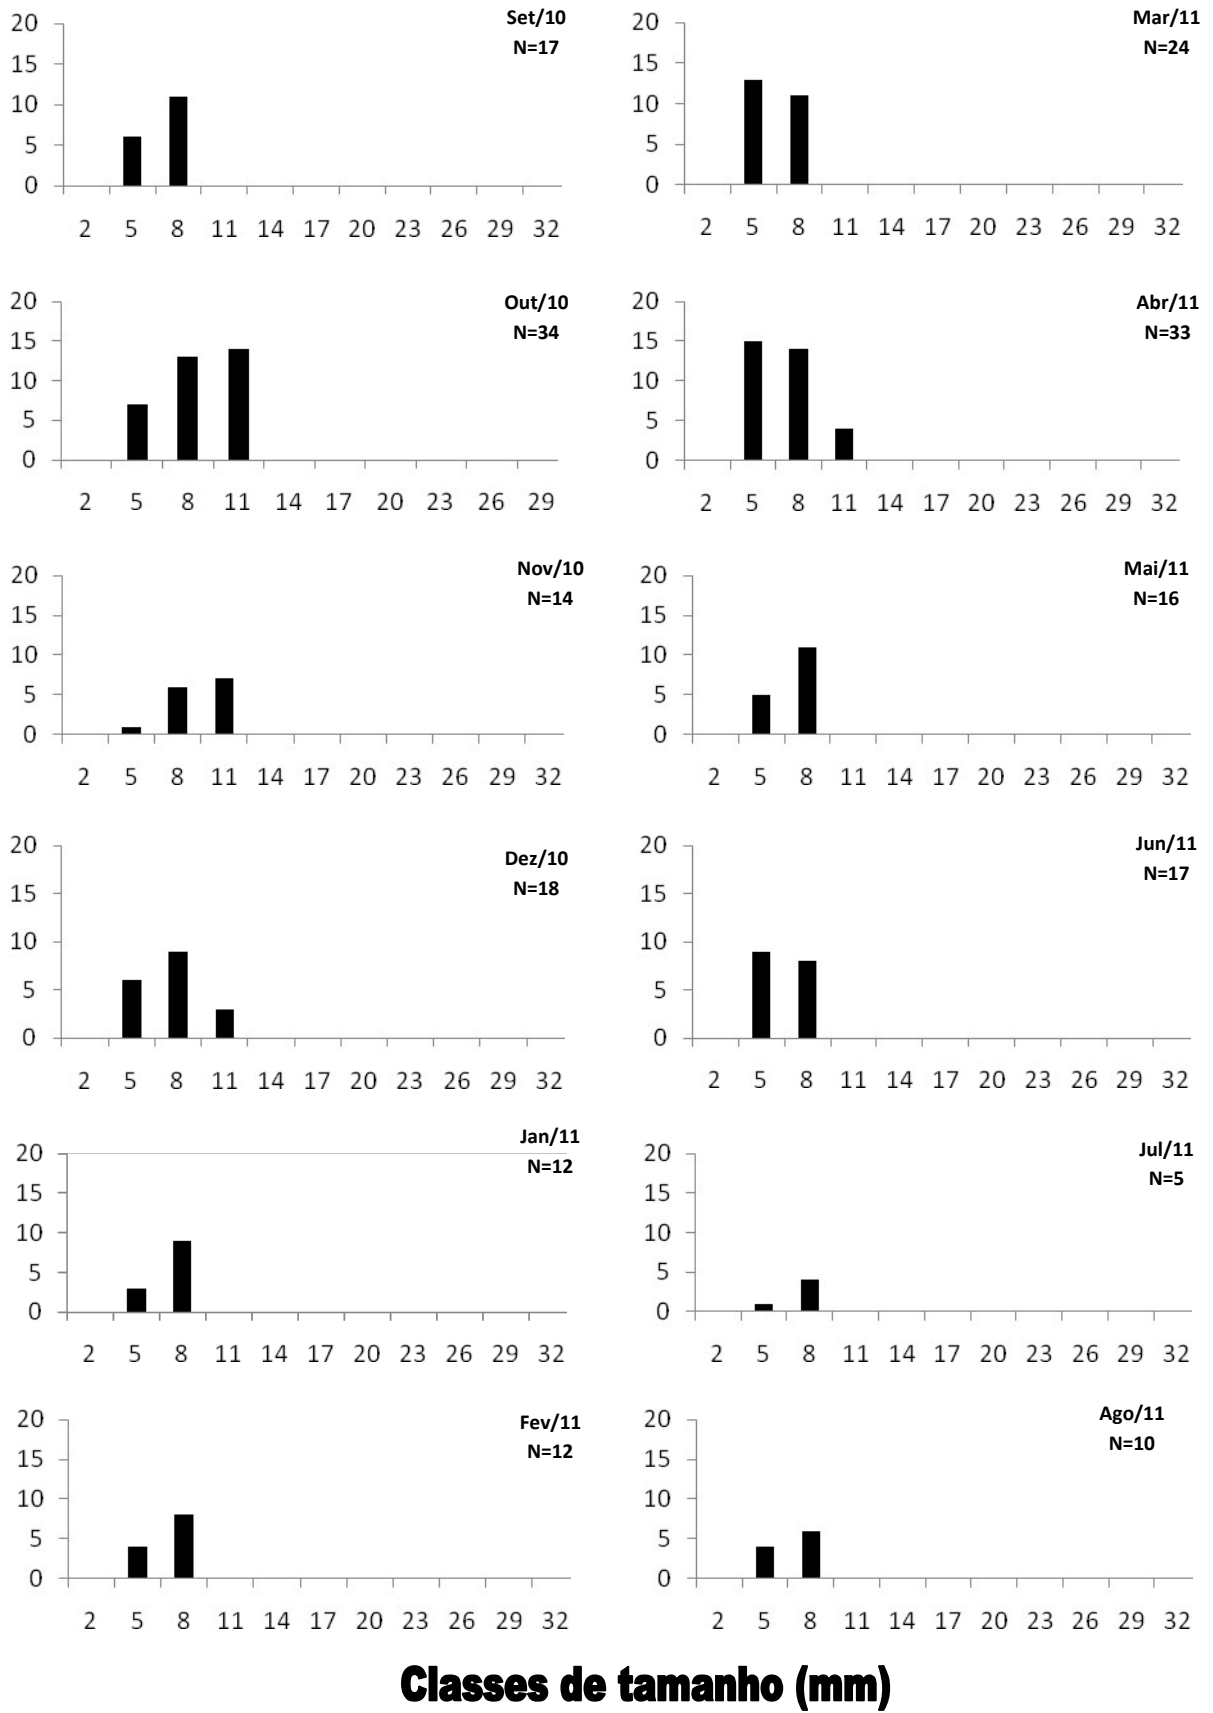 Set/10
N=17
20
15
10
5
0
2 5 8 11 14 17 20 23 26 29 32
Out/10
N=34
20
15
10
5
0
2 5 8 11 14 17 20 23 26 29
Nov/10
N=14
20
15
10
5
0
2 5 8 11 14 17 20 23 26 29 32
Dez/10
N=18
20
15
10
5
0
2 5 8 11 14 17 20 23 26 29 32
Jan/11
N=12
20
15
10
5
0
2 5 8 11 14 17 20 23 26 29 32
Fev/11
N=12
20
15
10
5
0
2 5 8 11 14 17 20 23 26 29 32
Mar/11
N=24
20
15
10
5
0
2 5 8 11 14 17 20 23 26 29 32
Abr/11
N=33
20
15
10
5
0
2 5 8 11 14 17 20 23 26 29 32
Mai/11
N=16
20
15
10
5
0
2 5 8 11 14 17 20 23 26 29 32
Jun/11
N=17
20
15
10
5
0
2 5 8 11 14 17 20 23 26 29 32
Jul/11
N=5
20
15
10
5
0
2 5 8 11 14 17 20 23 26 29 32
Ago/11
N=10
20
15
10
5
0
2 5 8 11 14 17 20 23 26 29 32
Classes de tamanho (mm)